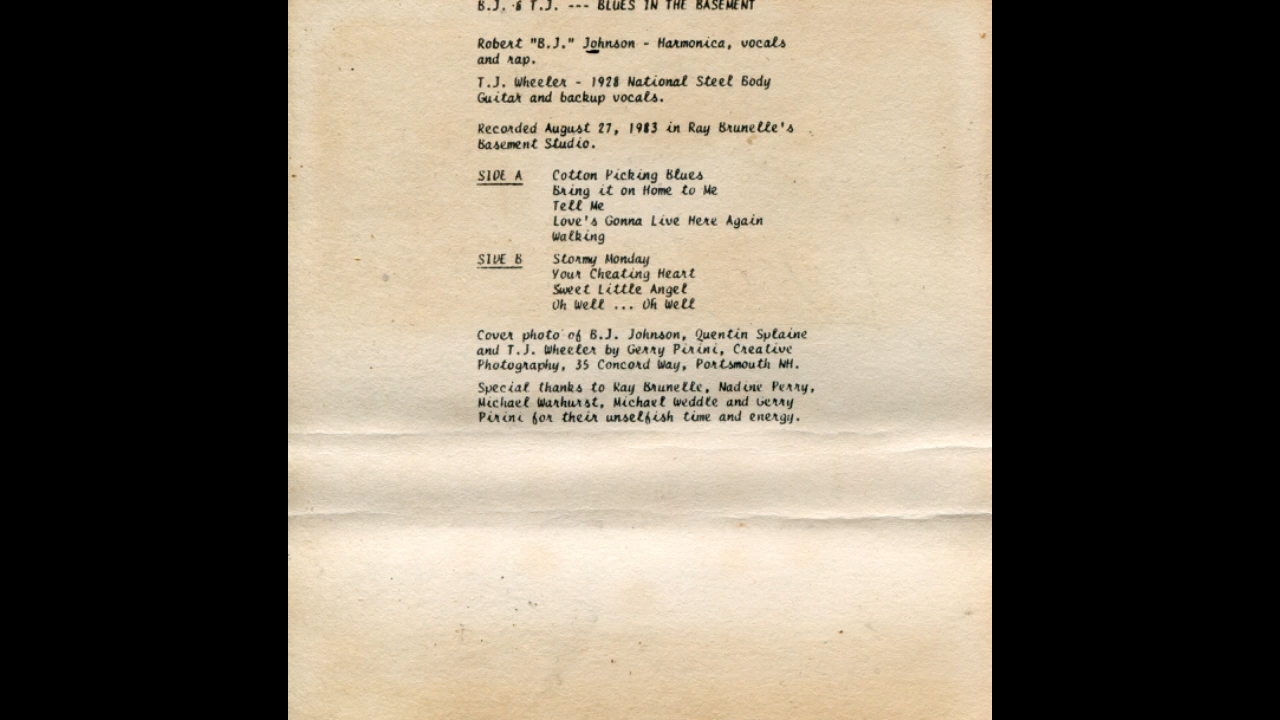 B.J. & T.J. --- BLUES IN THE BASEMENT
Robert "B.J." Johnson - Harmonica, vocals
and rap.
T.J. Wheeler - 1928 National Steel Body
Guitar and backup vocals.
Recorded August 27, 1983 in Ray Brunelle's
Basement Studio.
SIDE A Cotton Picking Blues
Bring it on Home to Me
Tell Me
Love's Gonna Live Here Again
Walking
SIDE B Stormy Monday
Your Cheating Heart
Sweet Little Angel
Oh Well ... Oh Well
Cover photo of B.J. Johnson, Quentin Splaine
and T.J. Wheeler by Gerry Pirini, Creative
Photography, 35 Concord Way, Portsmouth NH.
Special thanks to Ray Brunelle, Nadine Perry,
Michael Warhurst, Michael Weddle and Gerry
Pirini for their unselfish time and energy.